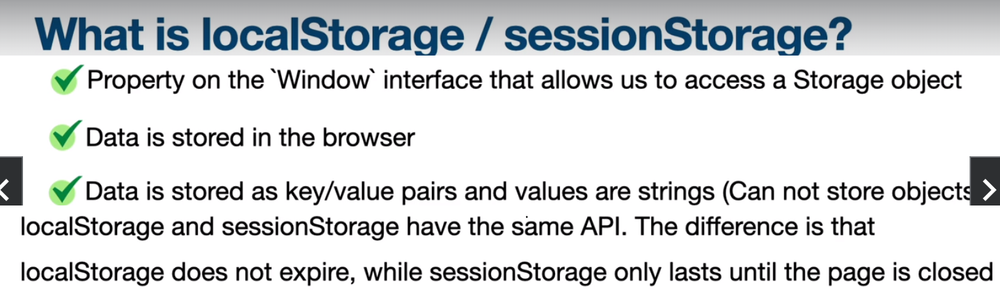 What is localStorage / sessionStorage?
Property on the `Window` interface that allows us to access a Storage object
Data is stored in the browser
Data is stored as key/value pairs and values are strings (Can not store objects
localStorage and sessionStorage have the same API. The difference is that
localStorage does not expire, while sessionStorage only lasts until the page is closed